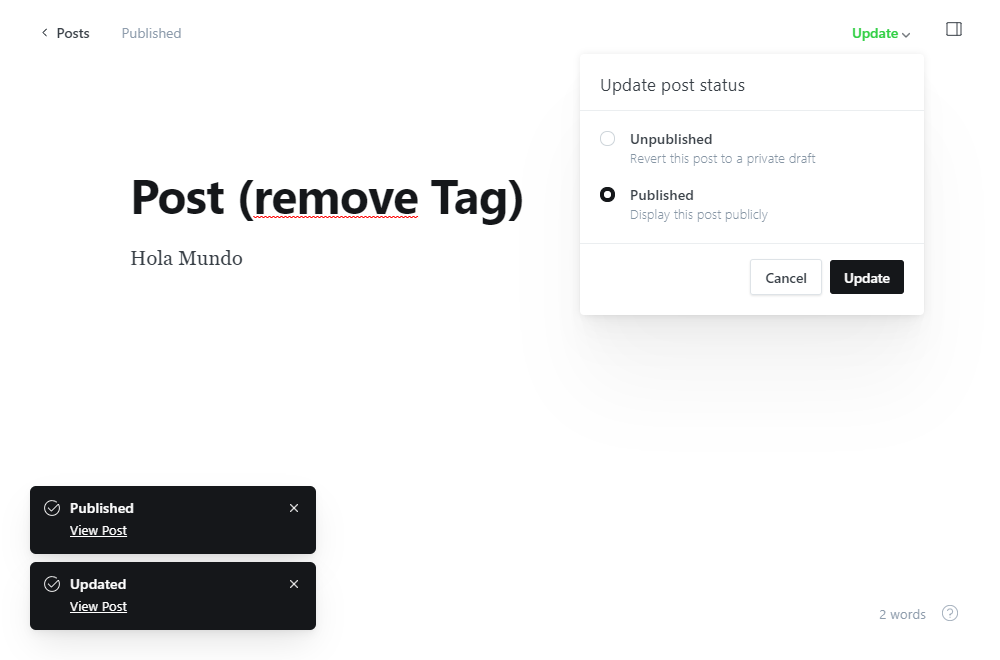 Posts
Published
Update
Update post status
Unpublished
Revert this post to a private draft
Published
Display this post publicly
Cancel
Update
Post (remove Tag)
Hola Mundo
Published
View Post
Updated
View Post
2 words